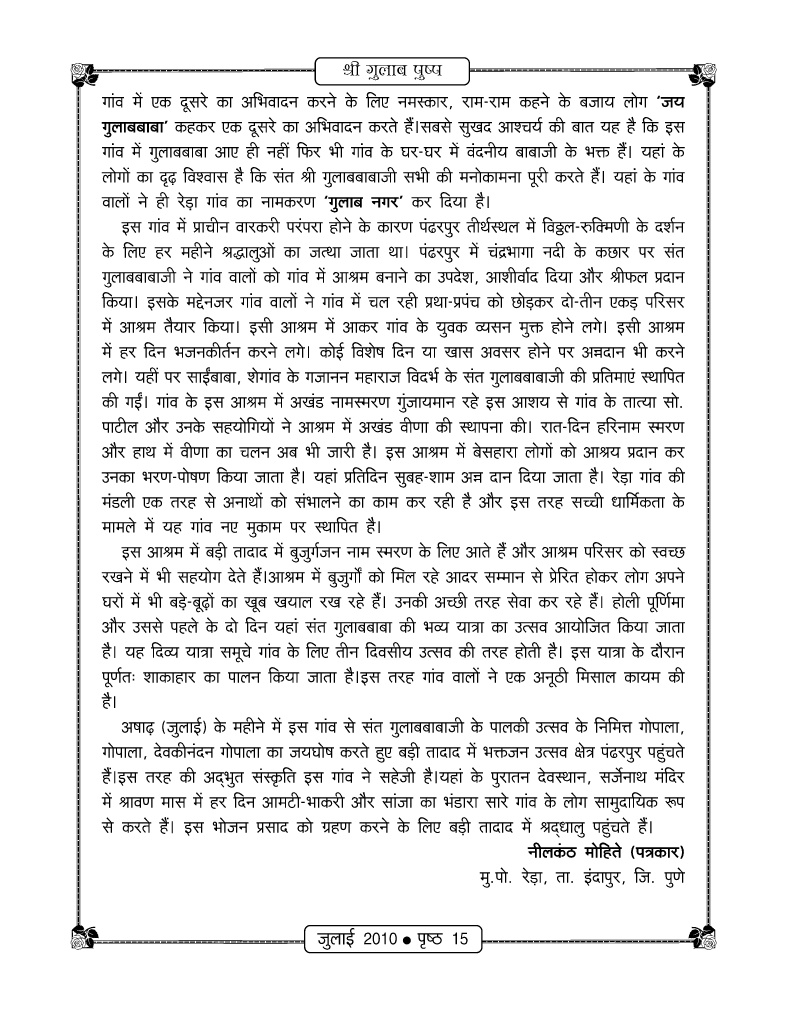 श्री गुलाब पुष्प
गांव में एक दूसरे का अभिवादन करने के लिए नमस्कार, राम-राम कहने के बजाय लोग ‘जय
गुलाबबाबा’ कहकर एक दूसरे का अभिवादन करते हैं।सबसे सुखद आश्चर्य की बात यह है कि इस
गांव में गुलाबबाबा आए ही नहीं फिर भी गांव के घर-घर में वंदनीय बाबाजी के भक्त हैं। यहां के
लोगों का दृढ़ विश्वास है कि संत श्री गुलाबबाबाजी सभी की मनोकामना पूरी करते हैं। यहां के गांव
वालों ने ही रेड़ा गांव का नामकरण ‘गुलाब नगर’ कर दिया है।
इस गांव में प्राचीन वारकरी परंपरा होने के कारण पंढरपुर तीर्थस्थल में विठ्ठल-रुक्मिणी के दर्शन
के लिए हर महीने श्रद्धालुओं का जत्था जाता था। पंढरपुर में चंद्रभागा नदी के कछार पर संत
गुलाबबाबाजी ने गांव वालों को गांव में आश्रम बनाने का उपदेश, आशीर्वाद दिया और श्रीफल प्रदान
किया। इसके मद्देनजर गांव वालों ने गांव में चल रही प्रथा-प्रपंच को छोड़कर दो-तीन एकड़ परिसर
में आश्रम तैयार किया। इसी आश्रम में आकर गांव के युवक व्यसन मुक्त होने लगे। इसी आश्रम
में हर दिन भजनकीर्तन करने लगे। कोई विशेष दिन या खास अवसर होने पर अन्नदान भी करने
लगे। यहीं पर साईंबाबा, शेगांव के गजानन महाराज विदर्भ के संत गुलाबबाबाजी की प्रतिमाएं स्थापित
की गईं। गांव के इस आश्रम में अखंड नामस्मरण गुंजायमान रहे इस आशय से गांव के तात्या सो.
पाटील और उनके सहयोगियों ने आश्रम में अखंड वीणा की स्थापना की। रात-दिन हरिनाम स्मरण
और हाथ में वीणा का चलन अब भी जारी है। इस आश्रम में बेसहारा लोगों को आश्रय प्रदान कर
उनका भरण-पोषण किया जाता है। यहां प्रतिदिन सुबह-शाम अन्न दान दिया जाता है। रेड़ा गांव की
मंडली एक तरह से अनाथों को संभालने का काम कर रही है और इस तरह सच्ची धार्मिकता के
मामले में यह गांव नए मुकाम पर स्थापित है।
इस आश्रम में बड़ी तादाद में बुजुर्गजन नाम स्मरण के लिए आते हैं और आश्रम परिसर को स्वच्छ
रखने में भी सहयोग देते हैं।आश्रम में बुजुर्गों को मिल रहे आदर सम्मान से प्रेरित होकर लोग अपने
घरों में भी बड़े-बूढ़ों का खूब खयाल रख रहे हैं। उनकी अच्छी तरह सेवा कर रहे हैं। होली पूर्णिमा
और उससे पहले के दो दिन यहां संत गुलाबबाबा की भव्य यात्रा का उत्सव आयोजित किया जाता
है। यह दिव्य यात्रा समूचे गांव के लिए तीन दिवसीय उत्सव की तरह होती है। इस यात्रा के दौरान
पूर्णतः शाकाहार का पालन किया जाता है।इस तरह गांव वालों ने एक अनूठी मिसाल कायम की
है।
अषाढ़ (जुलाई) के महीने में इस गांव से संत गुलाबबाबाजी के पालकी उत्सव के निमित्त गोपाला,
गोपाला, देवकीनंदन गोपाला का जयघोष करते हुए बड़ी तादाद में भक्तजन उत्सव क्षेत्र पंढरपुर पहुंचते
हैं।इस तरह की अद्‌भुत संस्कृति इस गांव ने सहेजी है।यहां के पुरातन देवस्थान, सर्जेनाथ मंदिर
में श्रावण मास में हर दिन आमटी-भाकरी और सांजा का भंडारा सारे गांव के लोग सामुदायिक रूप
से करते हैं। इस भोजन प्रसाद को ग्रहण करने के लिए बड़ी तादाद में श्रद्‌धालु पहुंचते हैं।
नीलकंठ मोहिते (पत्रकार)
मु.पो. रेड़ा, ता. इंदापुर, जि. पुणे
जुलाई 2010 ● पृष्ठ 15